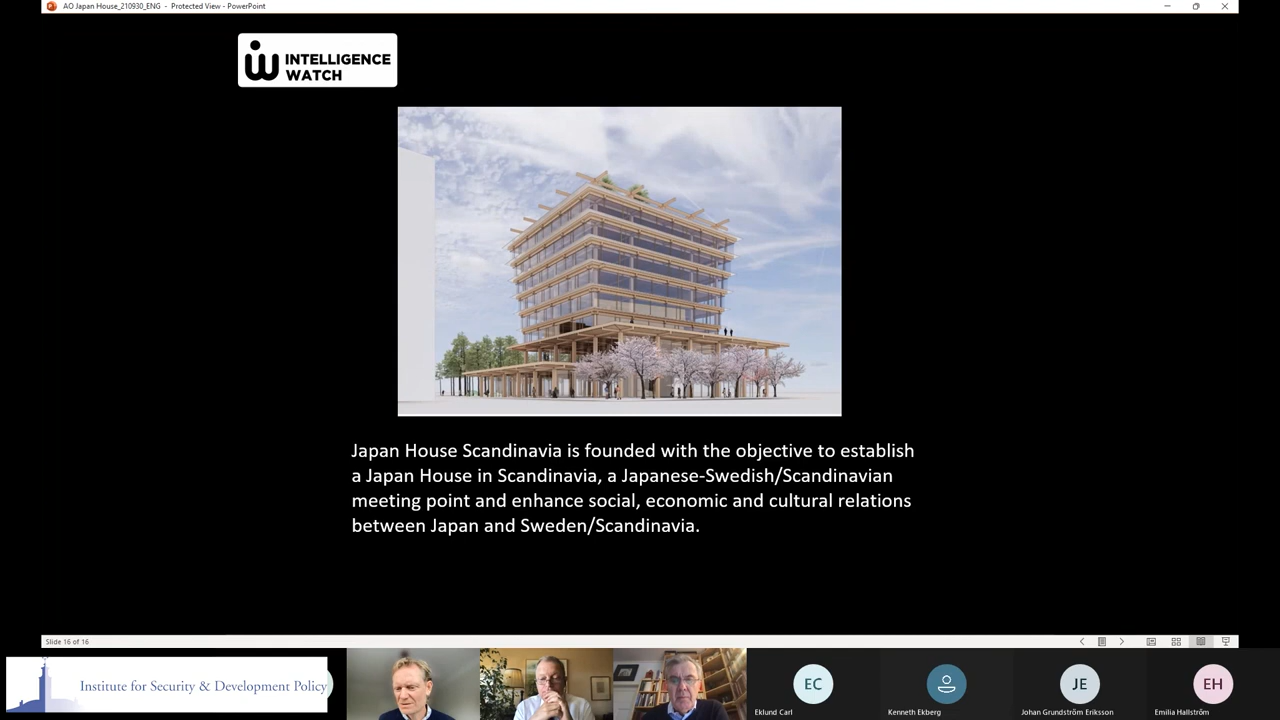 AO Japan House_210930_ENG - Protected View - PowerPoint
INTELLIGENCE
WATCH
Japan House Scandinavia is founded with the objective to establish
a Japan House in Scandinavia, a Japanese-Swedish/Scandinavian
meeting point and enhance social, economic and cultural relations
between Japan and Sweden/Scandinavia.
Slide 16 of 16
Institute for Security & Development Policy
EC
JE
EH
Eklund Carl
Kenneth Ekberg
Johan Grundström Eriksson
Emilia Hallström